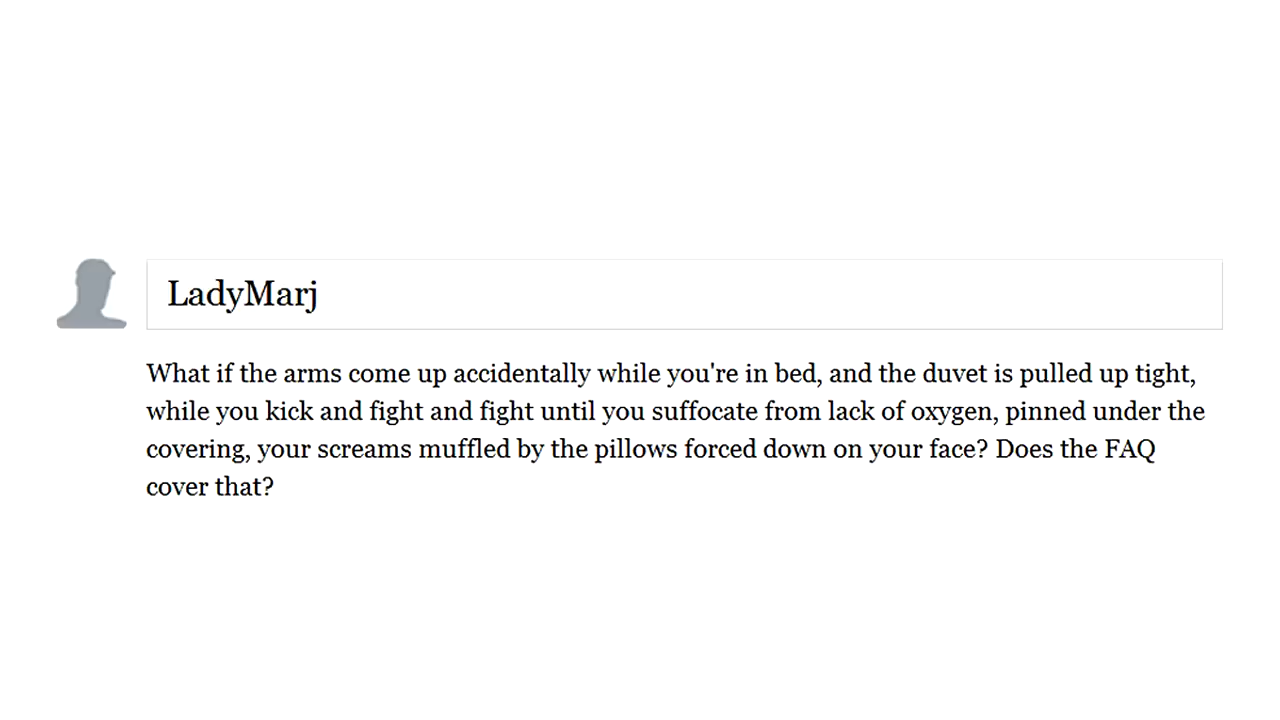 LadyMarj
What if the arms come up accidentally while you're in bed, and the duvet is pulled up tight,
while you kick and fight and fight until you suffocate from lack of oxygen, pinned under the
covering, your screams muffled by the pillows forced down on your face? Does the FAQ
cover that?